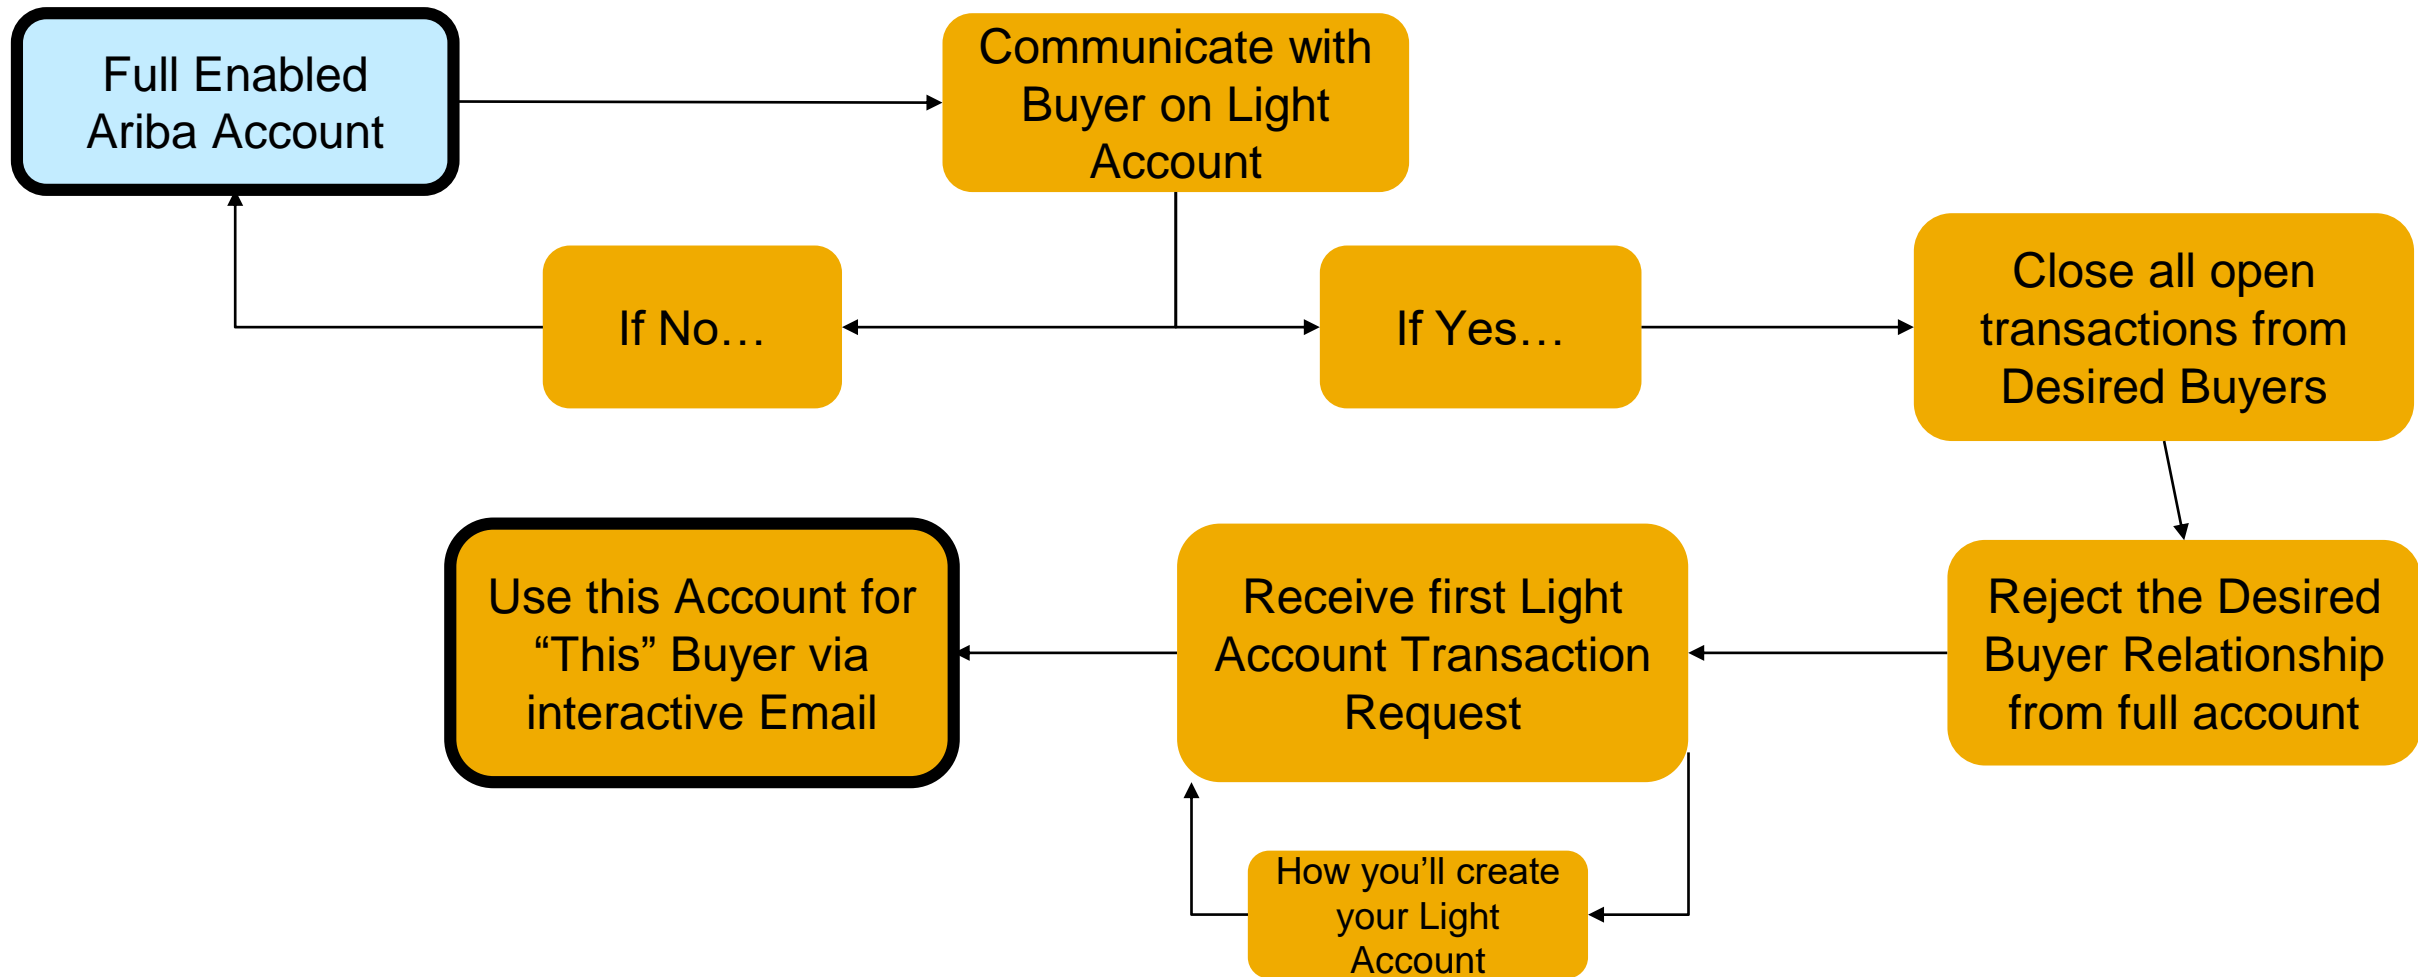 Full Enabled
Ariba Account
Communicate with
Buyer on Light
Account
If No…
If Yes…
Close all open
transactions from
Desired Buyers
Use this Account for
“This” Buyer via
interactive Email
Receive first Light
Account Transaction
Request
Reject the Desired
Buyer Relationship
from full account
How you’ll create
your Light
Account